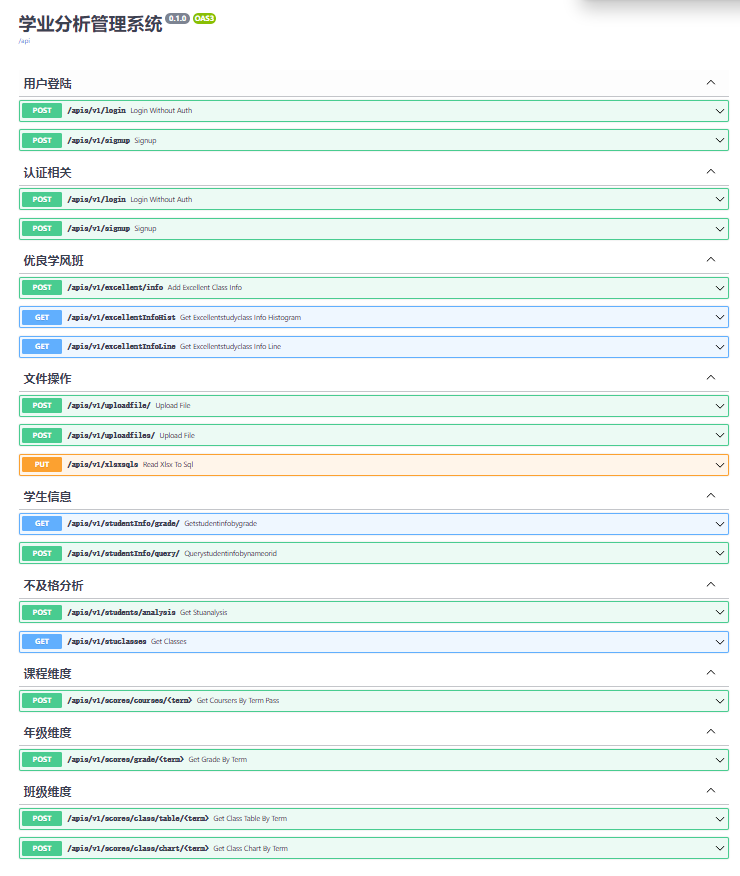 学业分析管理系统 0.1.0 OAS3
/api
用户登陆
POST /apis/v1/login Login Without Auth
POST /apis/v1/signup Signup
认证相关
POST /apis/v1/login Login Without Auth
POST /apis/v1/signup Signup
优良学风班
POST /apis/v1/excellent/info Add Excellent Class Info
GET /apis/v1/excellentInfoHist Get Excellentstudyclass Info Histogram
GET /apis/v1/excellentInfoLine Get Excellentstudyclass Info Line
文件操作
POST /apis/v1/uploadfile/ Upload File
POST /apis/v1/uploadfiles/ Upload File
PUT /apis/v1/xlsxsqls Read Xlsx To Sql
学生信息
GET /apis/v1/studentInfo/grade/ Getstudentinfobygrade
POST /apis/v1/studentInfo/query/ Querystudentinfobynameorid
不及格分析
POST /apis/v1/students/analysis Get Stuanalysis
GET /apis/v1/stuclasses Get Classes
课程维度
POST /apis/v1/scores/courses/<term> Get Coursers By Term Pass
年级维度
POST /apis/v1/scores/grade/<term> Get Grade By Term
班级维度
POST /apis/v1/scores/class/table/<term> Get Class Table By Term
POST /apis/v1/scores/class/chart/<term> Get Class Chart By Term